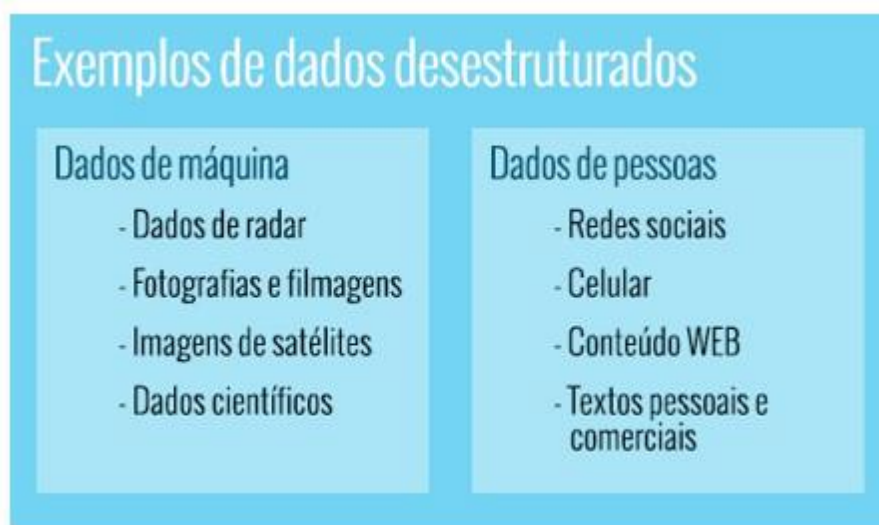 Exemplos de dados desestruturados
Dados de máquina
- Dados de radar
- Fotografias e filmagens
- Imagens de satélites
- Dados científicos
Dados de pessoas
- Redes sociais
- Celular
- Conteúdo WEB
- Textos pessoais e
comerciais